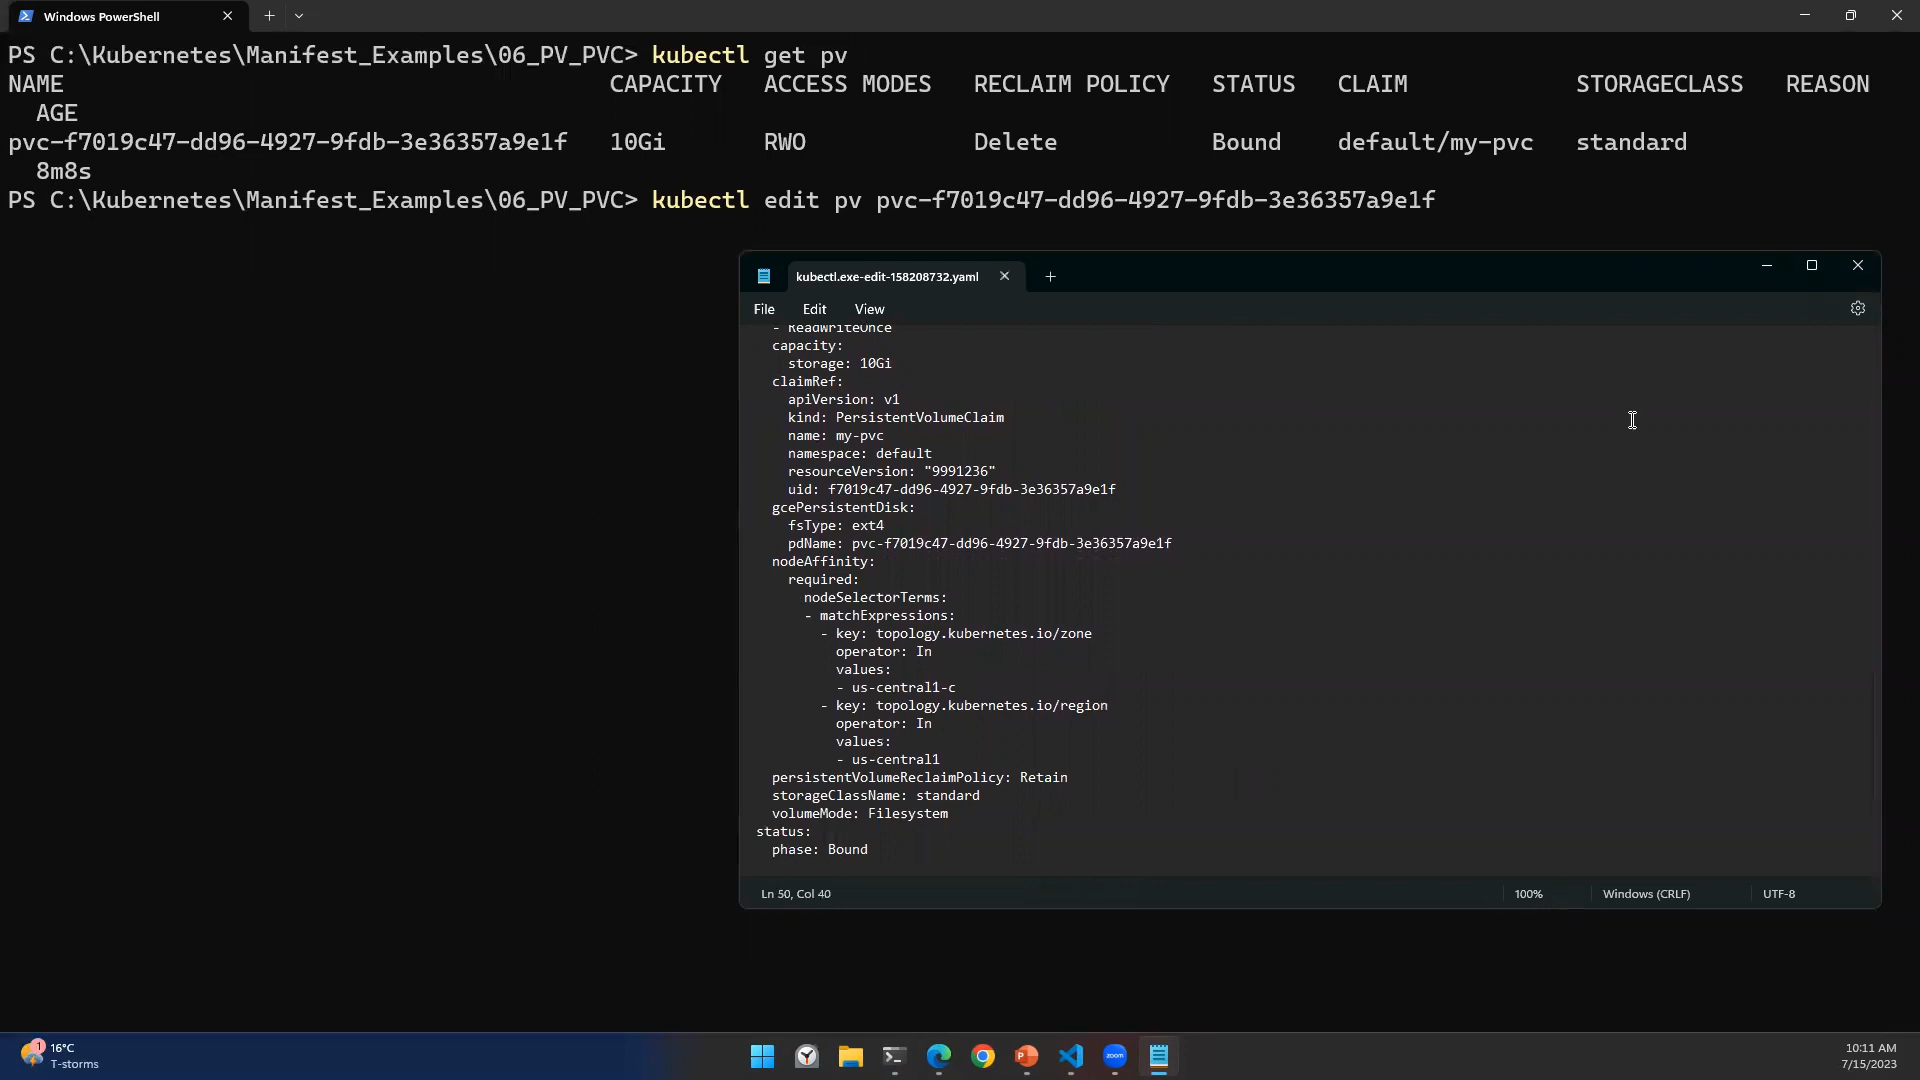 Windows PowerShell
PS C:\Kubernetes\Manifest_Examples\06_PV_PVC> kubectl get pv
NAME CAPACITY ACCESS MODES RECLAIM POLICY STATUS CLAIM STORAGECLASS REASON
AGE
pvc-f7019c47-dd96-4927-9fdb-3e36357a9e1f 10Gi RWO Delete Bound default/my-pvc standard
8m8s
PS C:\Kubernetes\Manifest_Examples\06_PV_PVC> kubectl edit pv pvc-f7019c47-dd96-4927-9fdb-3e36357a9e1f
kubectl.exe-edit-158208732.yaml
File Edit View
- ReadWriteOnce
capacity:
storage: 10Gi
claimRef:
apiVersion: v1
kind: PersistentVolumeClaim
name: my-pvc
namespace: default
resourceVersion: "9991236"
uid: f7019c47-dd96-4927-9fdb-3e36357a9e1f
gcePersistentDisk:
fsType: ext4
pdName: pvc-f7019c47-dd96-4927-9fdb-3e36357a9e1f
nodeAffinity:
required:
nodeSelectorTerms:
- matchExpressions:
- key: topology.kubernetes.io/zone
operator: In
values:
- us-central1-c
- key: topology.kubernetes.io/region
operator: In
values:
- us-central1
persistentVolumeReclaimPolicy: Retain
storageClassName: standard
volumeMode: Filesystem
status:
phase: Bound
Ln 50, Col 40 100% Windows (CRLF) UTF-8
1
16°C
T-storms
zoom
10:11 AM
7/15/2023